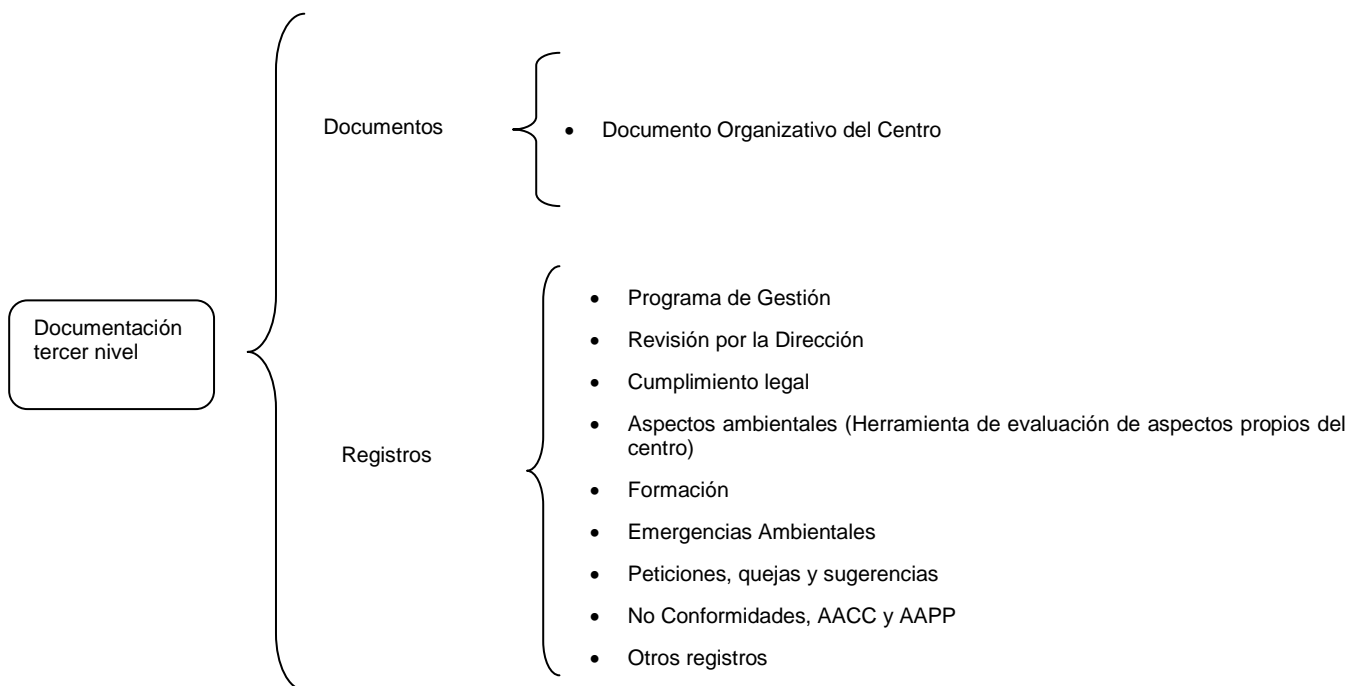 Documentos
• Documento Organizativo del Centro
Documentación
tercer nivel
Registros
• Programa de Gestión
• Revisión por la Dirección
• Cumplimiento legal
• Aspectos ambientales (Herramienta de evaluación de aspectos propios del
centro)
• Formación
• Emergencias Ambientales
• Peticiones, quejas y sugerencias
• No Conformidades, AACC y AAPP
• Otros registros